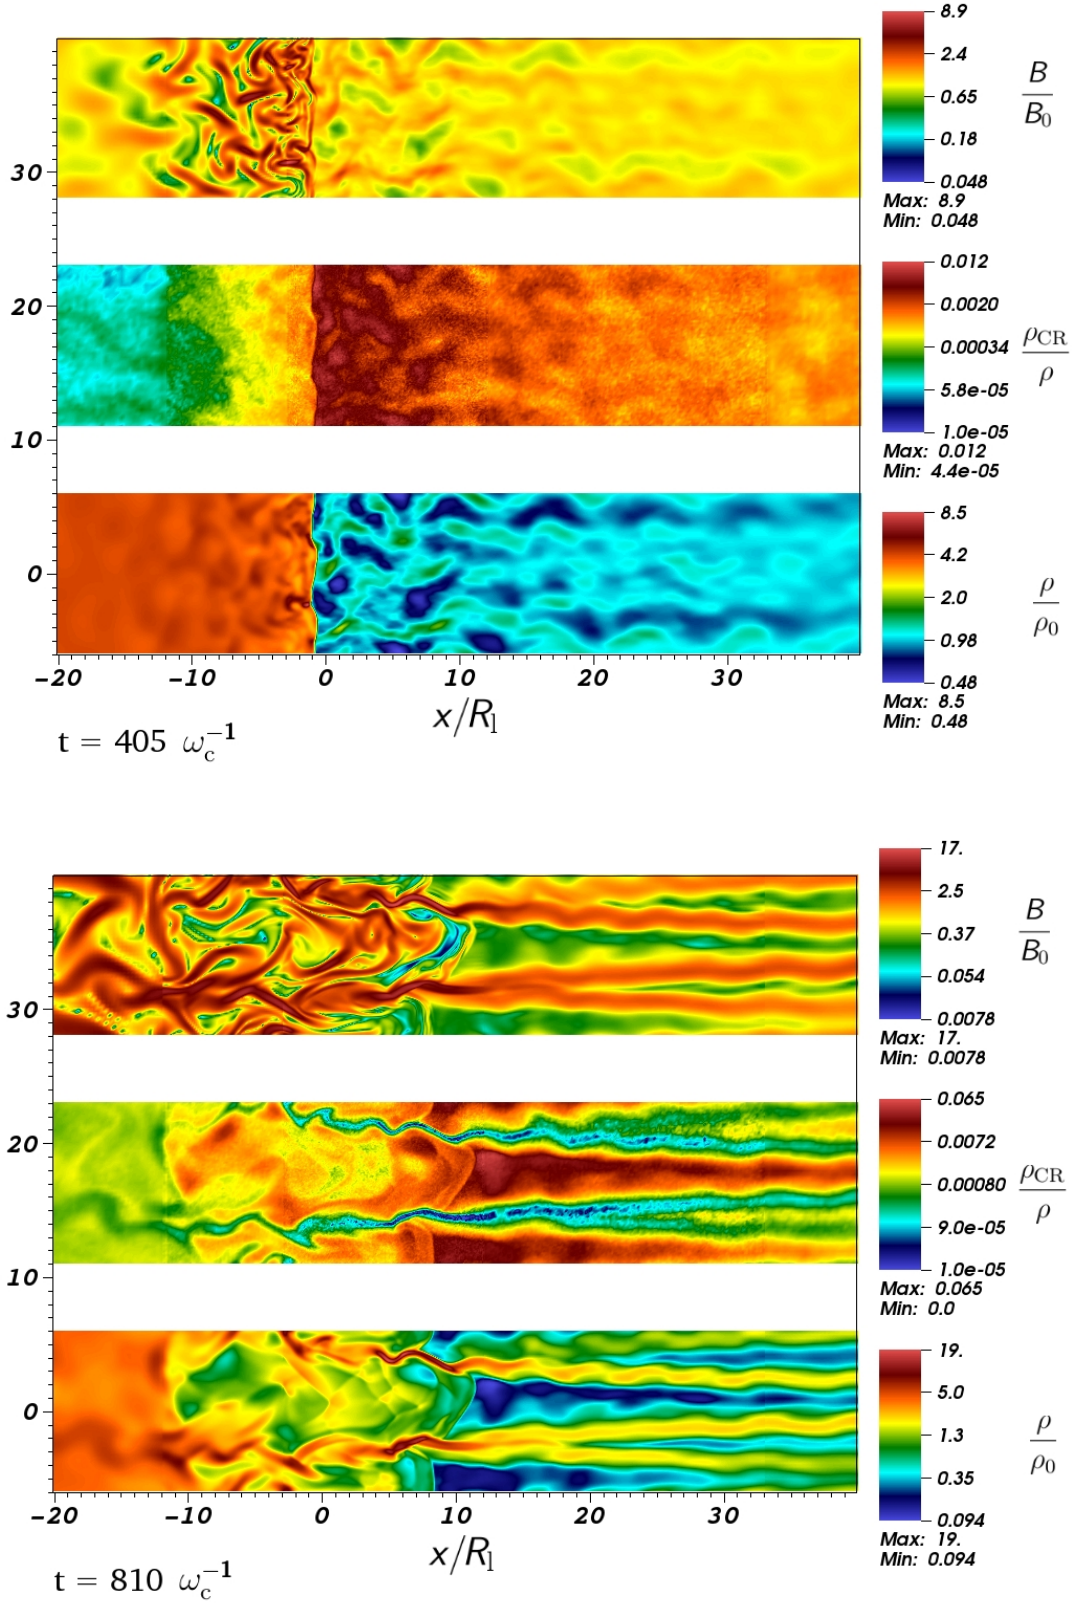 8.9
2.4
B
0.65
B0
0.18
30
0.048
Max: 8.9
Min: 0.048
0.012
20
0.0020
0.00034
ρCR
ρ
5.8e-05
10
1.0e-05
Max: 0.012
Min: 4.4e-05
8.5
4.2
0
2.0
ρ
ρ0
0.98
-20 -10 0 10 20 30
0.48
x/Rl
Max: 8.5
Min: 0.48
t = 405 ωc−1
17.
2.5
B
0.37
B0
0.054
30
0.0078
Max: 17.
Min: 0.0078
0.065
20
0.0072
0.00080
ρCR
ρ
9.0e-05
10
1.0e-05
Max: 0.065
Min: 0.0
19.
5.0
0
1.3
ρ
ρ0
0.35
-20 -10 0 10 20 30
0.094
x/Rl
Max: 19.
Min: 0.094
t = 810 ωc−1